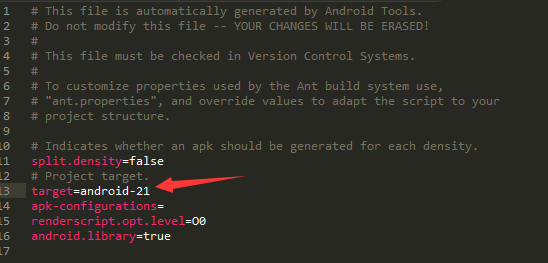 1 # This file is automatically generated by Android Tools.
2 # Do not modify this file -- YOUR CHANGES WILL BE ERASED!
3 #
4 # This file must be checked in Version Control Systems.
5 #
6 # To customize properties used by the Ant build system use,
7 # "ant.properties", and override values to adapt the script to your
8 # project structure.
9
10 # Indicates whether an apk should be generated for each density.
11 split.density=false
12 # Project target.
13 target=android-21
14 apk-configurations=
15 renderscript.opt.level=O0
16 android.library=true
17